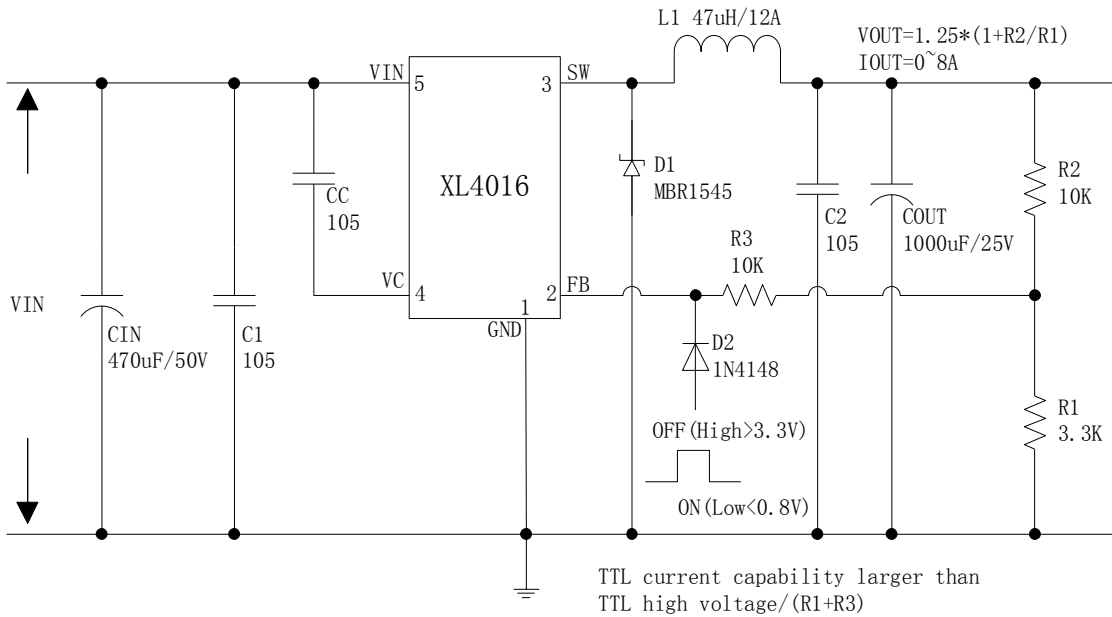 L1 47uH/12A
VOUT=1.25*(1+R2/R1)
IOUT=0~8A
VIN
5
3
SW
XL4016
CC
105
D1
MBR1545
R2
10K
C2
105
COUT
1000uF/25V
R3
10K
VC
4
2
FB
1
GND
VIN
CIN
470uF/50V
C1
105
D2
1N4148
R1
3.3K
OFF(High>3.3V)
ON(Low<0.8V)
TTL current capability larger than
TTL high voltage/(R1+R3)